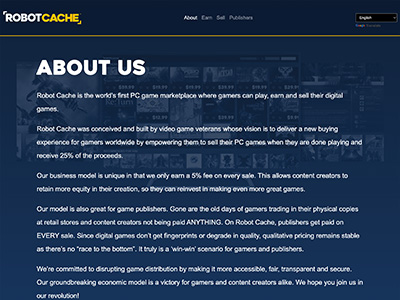 ROBOTCACHE
About Earn Sell Publishers
English
ABOUT US
Robot Cache is the world's first PC game marketplace where gamers can play, earn and sell their digital
games.
Robot Cache was conceived and built by video game veterans whose vision is to deliver a new buying
experience for gamers worldwide by empowering them to sell their PC games when they are done playing and
receive 25% of the proceeds.
Our business model is unique in that we only earn a 5% fee on every sale. This allows content creators to
retain more equity in their creation, so they can reinvest in making even more great games.
Our model is also great for game publishers. Gone are the old days of gamers trading in their physical copies
at retail stores and content creators not being paid ANYTHING. On Robot Cache, publishers get paid on
EVERY sale. Since digital games don't get fingerprints or degrade in quality, qualitative pricing remains stable
as there's no "race to the bottom". It truly is a 'win-win' scenario for gamers and publishers.
We're committed to disrupting game distribution by making it more accessible, fair, transparent and secure.
Our groundbreaking economic model is a victory for gamers and content creators alike. We hope you join us in
our revolution!